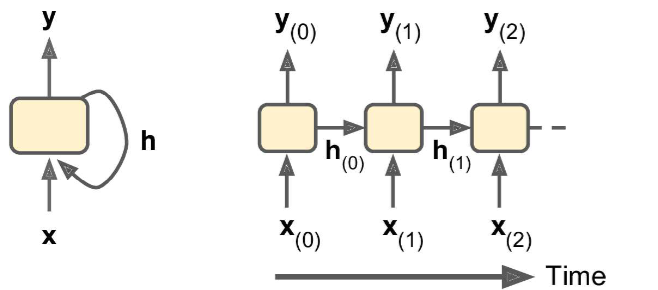 y
h
x
y(0) y(1) y(2)
h(0) h(1)
x(0) x(1) x(2)
Time